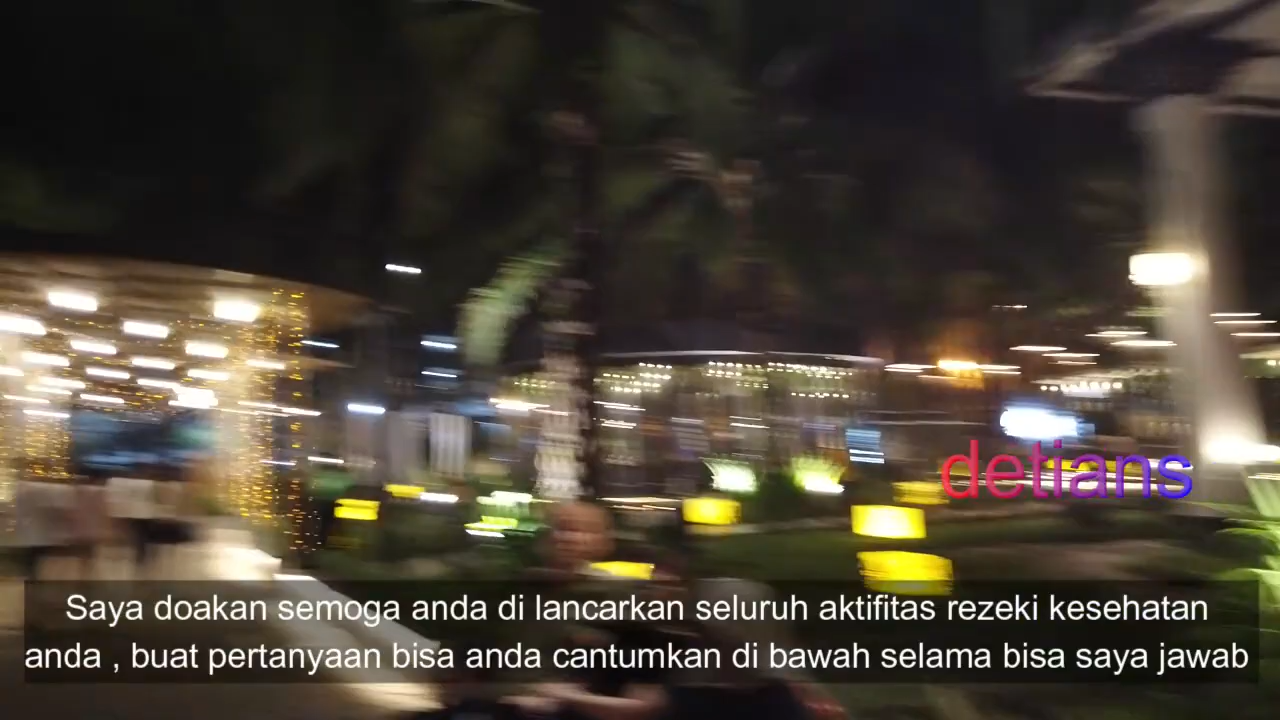 detians
Saya doakan semoga anda di lancarkan seluruh aktifitas rezeki kesehatan
anda , buat pertanyaan bisa anda cantumkan di bawah selama bisa saya jawab